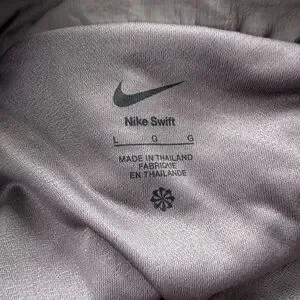 Nike Swift
L G G
MADE IN THAILAND
FABRIQUÉ
EN THAÏLANDE